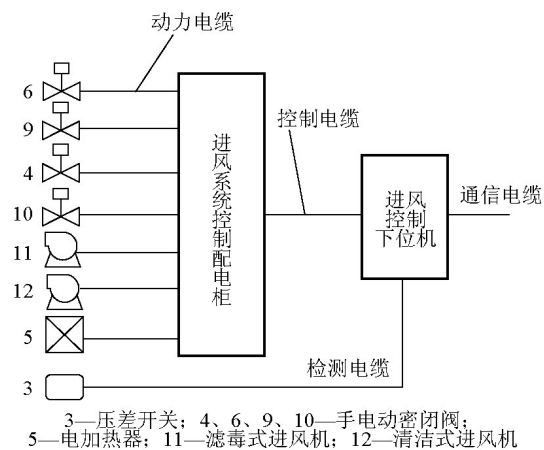 动力电缆
6
9
4
10
11
12
5
3
进风系统控制配电柜
控制电缆
进风
控制
下位机
通信电缆
检测电缆
3—压差开关；4、6、9、10—手电动密闭阀；
5—电加热器；11—滤毒式进风机；12—清洁式进风机